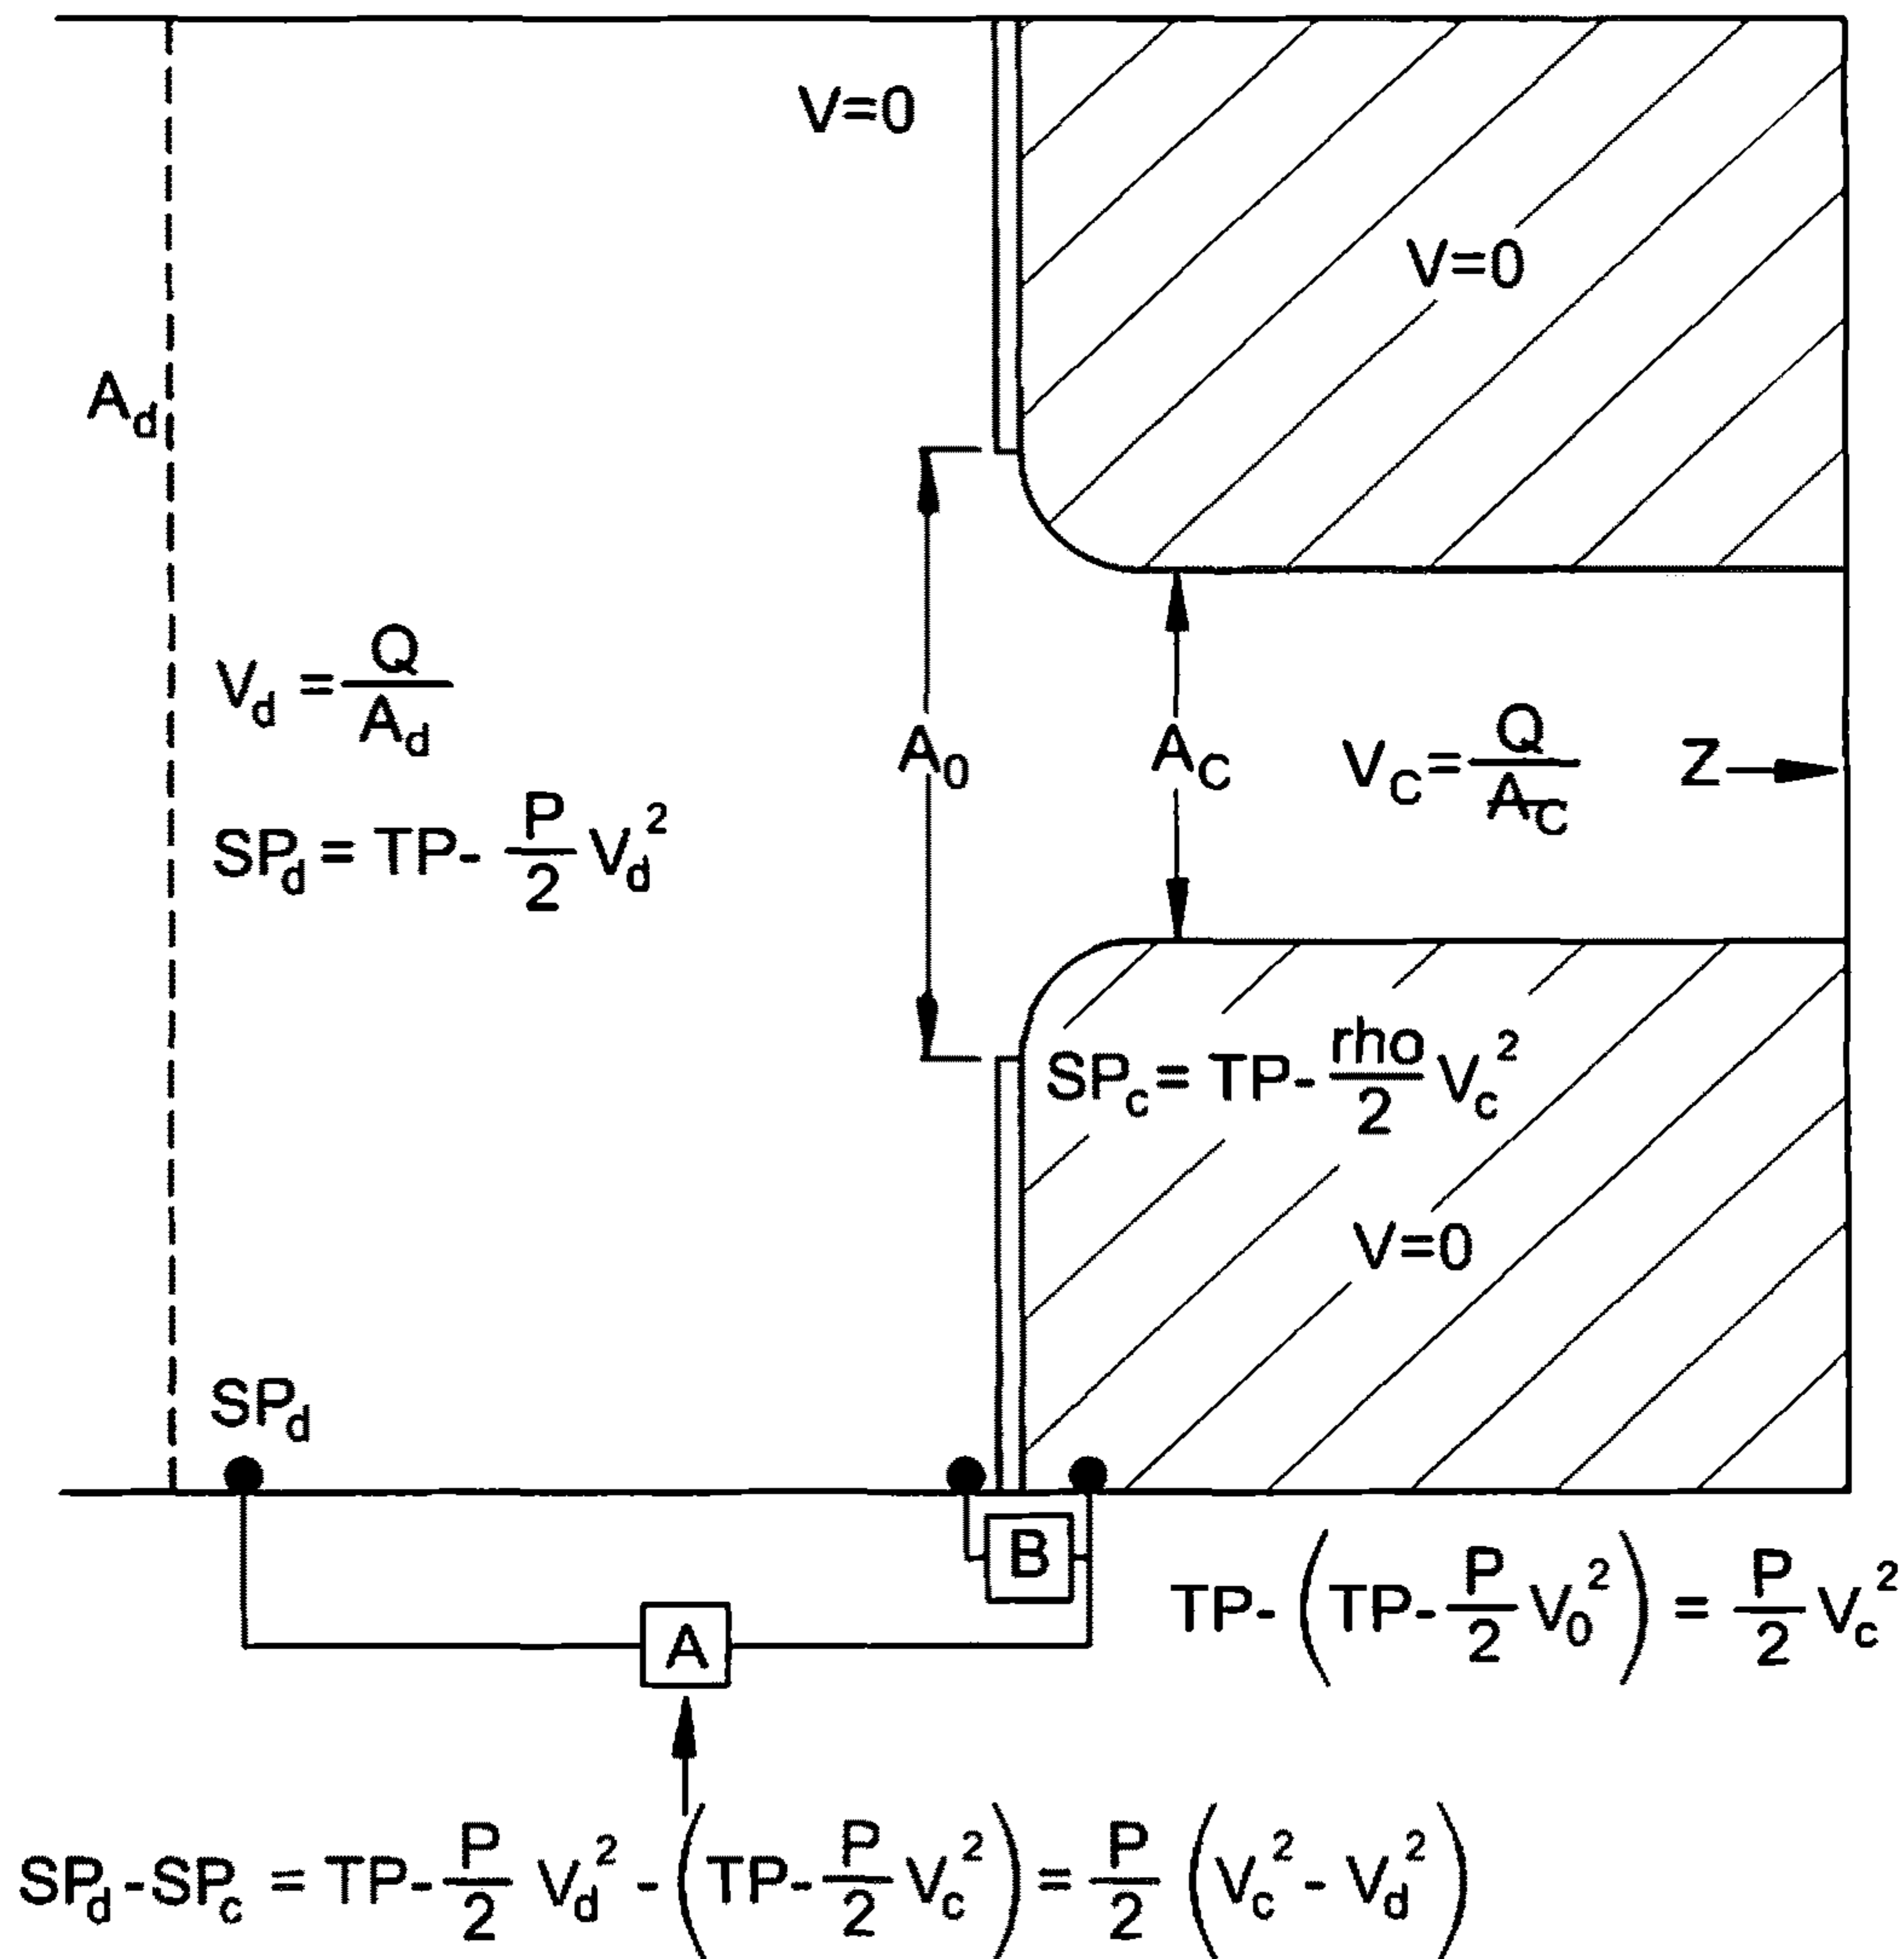 V=0
V=0
A_d
V_d = Q/A_d
A_0
A_C
V_C = Q/A_C
Z
SP_d = TP- P/2 V_d^2
SP_c = TP- rho/2 V_c^2
V=0
SP_d
B
TP- (TP- P/2 V_0^2) = P/2 V_c^2
A
SP_d - SP_c = TP- P/2 V_d^2 - (TP- P/2 V_c^2) = P/2 (V_c^2 - V_d^2)